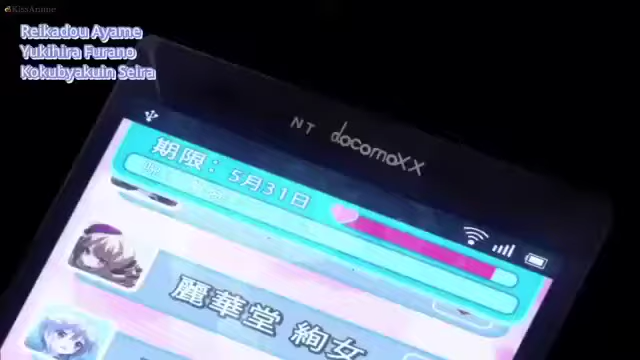 KissAnime
Reikadou Ayame
Yukihira Furano
Kokubyakuin Seira
NT docomoXX
期限：5月31日
麗華堂 絢女